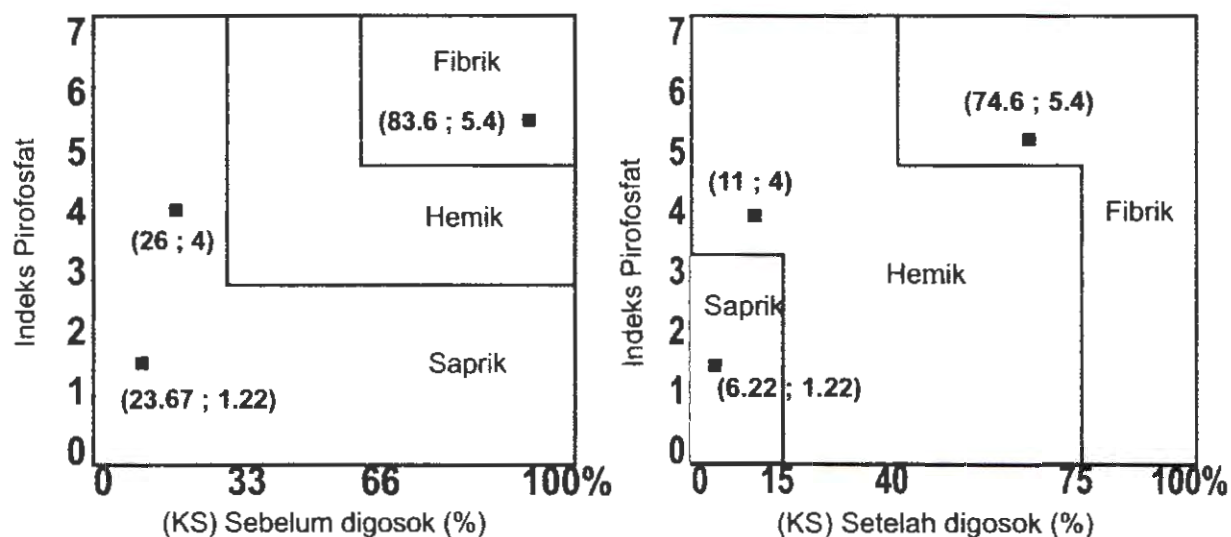 Indeks Pirofosfat
7
6
5
4
3
2
1
0
Fibrik
(83.6 ; 5.4)
Hemik
(26 ; 4)
Saprik
(23.67 ; 1.22)
0 33 66 100%
(KS) Sebelum digosok (%)
Indeks Pirofosfat
7
6
5
4
3
2
1
0
(74.6 ; 5.4)
(11 ; 4)
Fibrik
Hemik
Saprik
(6.22 ; 1.22)
0 15 40 75 100%
(KS) Setelah digosok (%)